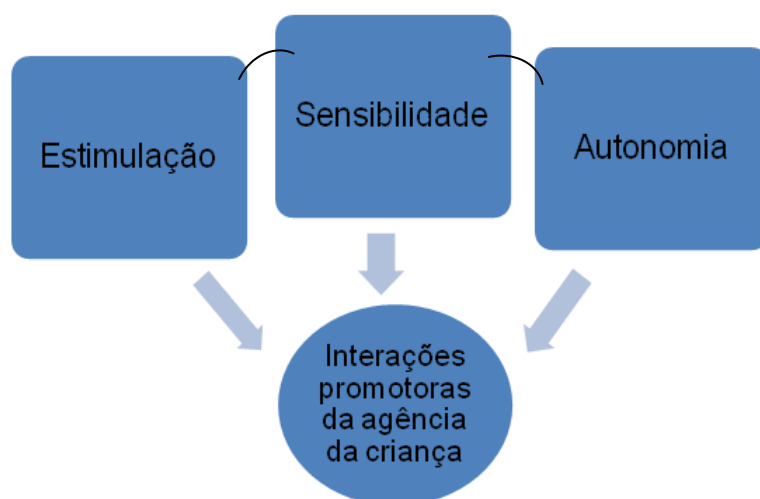 Estimulação
Sensibilidade
Autonomia
Interações
promotoras
da agência
da criança